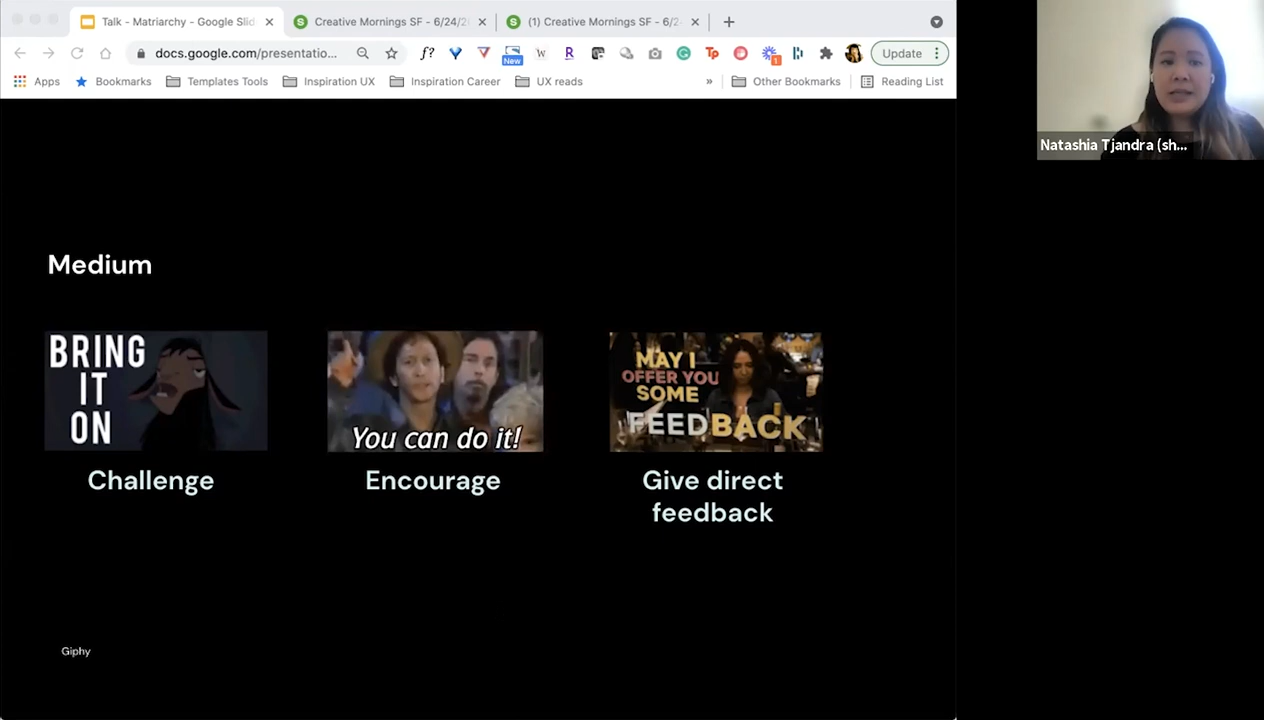 Talk - Matriarchy - Google Slid
Creative Mornings SF - 6/24/2
(1) Creative Mornings SF - 6/2
docs.google.com/presentatio...
f?
New
W
R
Tp
1
Update
Apps
Bookmarks
Templates Tools
Inspiration UX
Inspiration Career
UX reads
»
Other Bookmarks
Reading List
Natashia Tjandra (sh...
Medium
BRING
IT
ON
You can do it!
MAY I
OFFER YOU
SOME
FEEDBACK
Challenge
Encourage
Give direct
feedback
Giphy